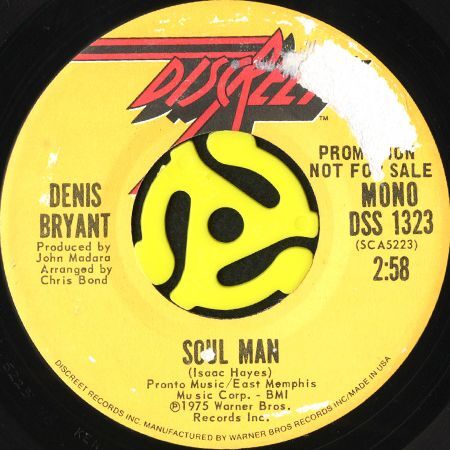 DISCREET
TM
PROMOTION
NOT FOR SALE
DENIS
BRYANT
Produced by
John Madara
Arranged by
Chris Bond
MONO
DSS 1323
(SCA5223)
2:58
SOUL MAN
(Isaac Hayes)
Pronto Music/East Memphis
Music Corp. - BMI
℗1975 Warner Bros.
Records Inc.
DISCREET RECORDS INC. MANUFACTURED BY WARNER BROS. RECORDS INC/MADE IN USA